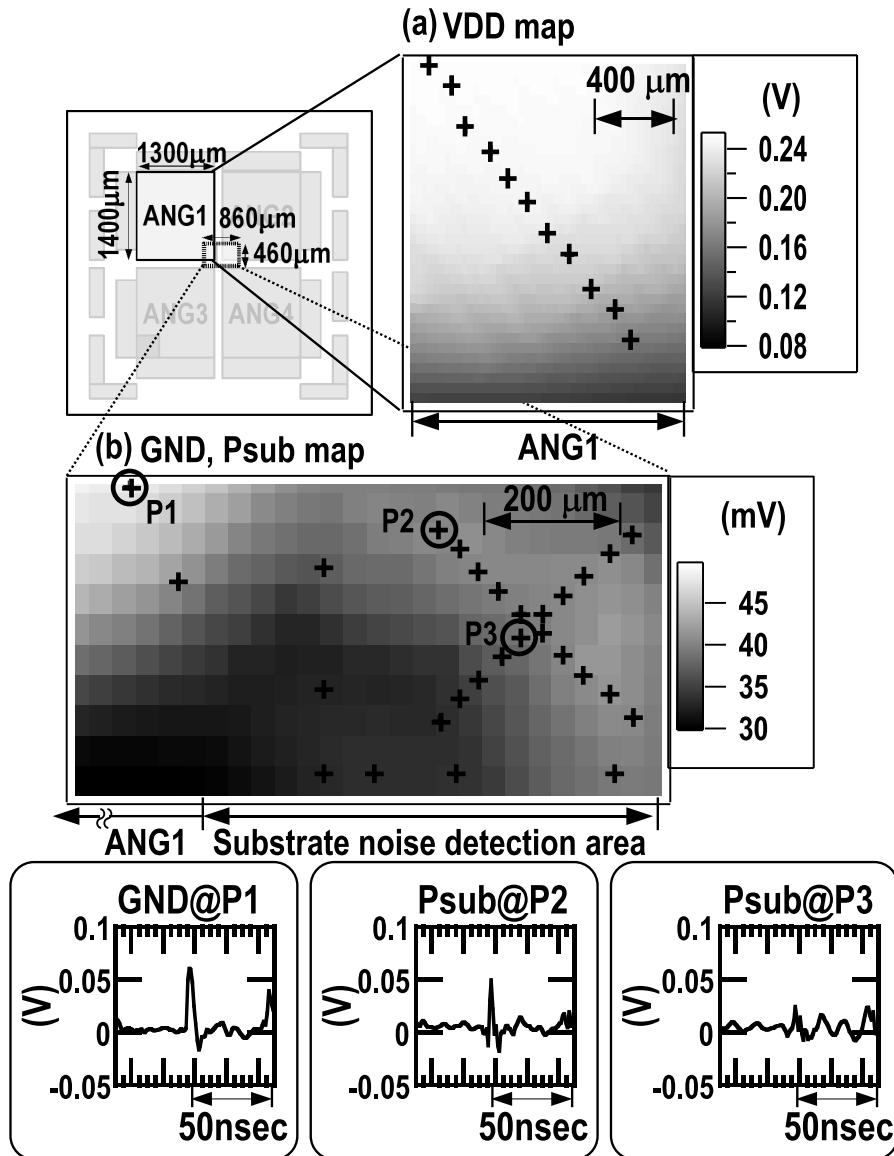 (a) VDD map
400 μm
(V)
0.24
0.20
0.16
0.12
0.08
1300μm
1400μm
ANG1
860μm
460μm
ANG3
ANG4
ANG1
(b) GND, Psub map
P1
P2
200 μm
P3
(mV)
45
40
35
30
ANG1
Substrate noise detection area
GND@P1
0.1
0.05
0
-0.05
(V)
50nsec
Psub@P2
0.1
0.05
0
-0.05
(V)
50nsec
Psub@P3
0.1
0.05
0
-0.05
(V)
50nsec